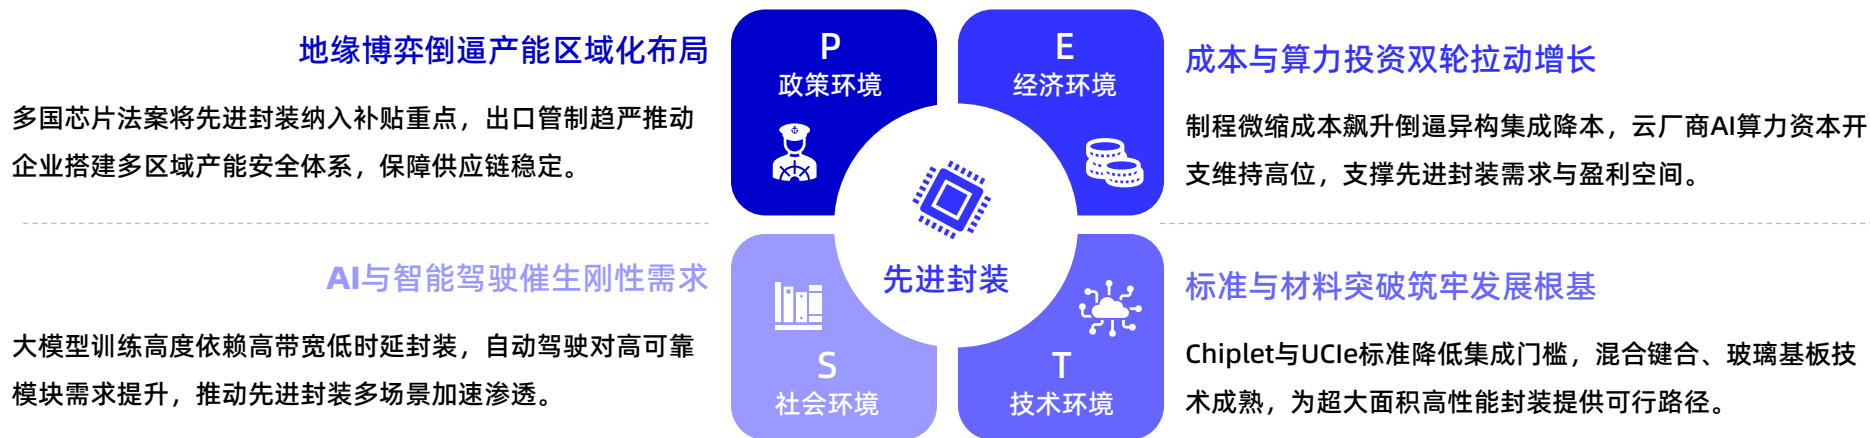 地缘博弈倒逼产能区域化布局
多国芯片法案将先进封装纳入补贴重点，出口管制趋严推动
企业搭建多区域产能安全体系，保障供应链稳定。
P
政策环境
E
经济环境
成本与算力投资双轮拉动增长
制程微缩成本飙升倒逼异构集成降本，云厂商AI算力资本开
支维持高位，支撑先进封装需求与盈利空间。
先进封装
AI与智能驾驶催生刚性需求
大模型训练高度依赖高带宽低时延封装，自动驾驶对高可靠
模块需求提升，推动先进封装多场景加速渗透。
S
社会环境
T
技术环境
标准与材料突破筑牢发展根基
Chiplet与UCIe标准降低集成门槛，混合键合、玻璃基板技
术成熟，为超大面积高性能封装提供可行路径。